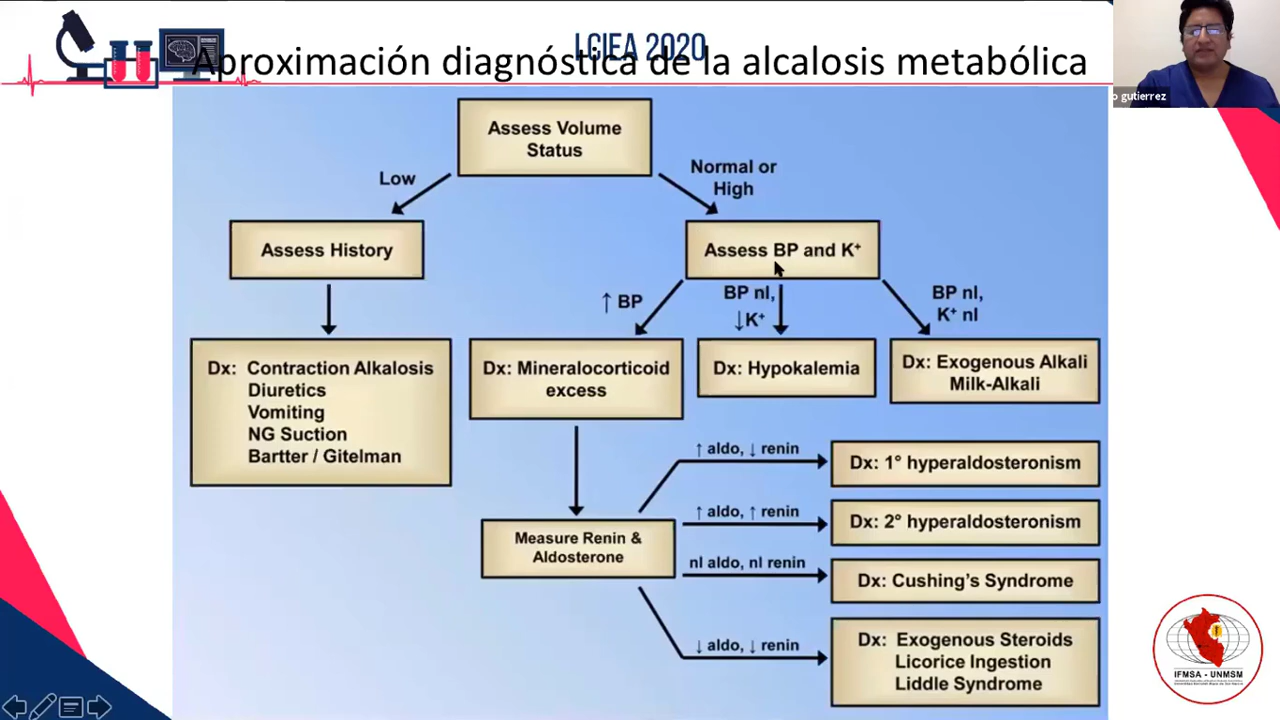 LCIEA 2020
Aproximación diagnóstica de la alcalosis metabólica
o gutierrez
Assess Volume
Status
Low
Normal or
High
Assess History
Assess BP and K⁺
↑ BP
BP nl,
↓K⁺
BP nl,
K⁺ nl
Dx: Contraction Alkalosis
Diuretics
Vomiting
NG Suction
Bartter / Gitelman
Dx: Mineralocorticoid
excess
Dx: Hypokalemia
Dx: Exogenous Alkali
Milk-Alkali
Measure Renin &
Aldosterone
↑ aldo, ↓ renin
Dx: 1° hyperaldosteronism
↑ aldo, ↑ renin
Dx: 2° hyperaldosteronism
nl aldo, nl renin
Dx: Cushing's Syndrome
↓ aldo, ↓ renin
Dx: Exogenous Steroids
Licorice Ingestion
Liddle Syndrome
IFMSA - UNMSM